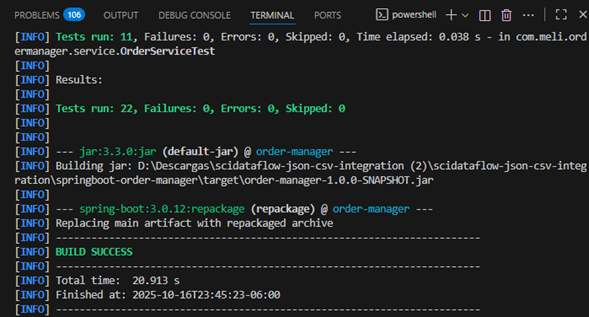 PROBLEMS 106 OUTPUT DEBUG CONSOLE TERMINAL PORTS powershell
[INFO] Tests run: 11, Failures: 0, Errors: 0, Skipped: 0, Time elapsed: 0.038 s - in com.meli.ord
ermanager.service.OrderServiceTest
[INFO]
[INFO] Results:
[INFO]
[INFO] Tests run: 22, Failures: 0, Errors: 0, Skipped: 0
[INFO]
[INFO]
[INFO] --- jar:3.3.0:jar (default-jar) @ order-manager ---
[INFO] Building jar: D:\Descargas\scidataflow-json-csv-integration (2)\scidataflow-json-csv-integ
ration\springboot-order-manager\target\order-manager-1.0.0-SNAPSHOT.jar
[INFO]
[INFO] --- spring-boot:3.0.12:repackage (repackage) @ order-manager ---
[INFO] Replacing main artifact with repackaged archive
[INFO] ------------------------------------------------------------------------
[INFO] BUILD SUCCESS
[INFO] ------------------------------------------------------------------------
[INFO] Total time:  20.913 s
[INFO] Finished at: 2025-10-16T23:45:23-06:00
[INFO] ------------------------------------------------------------------------